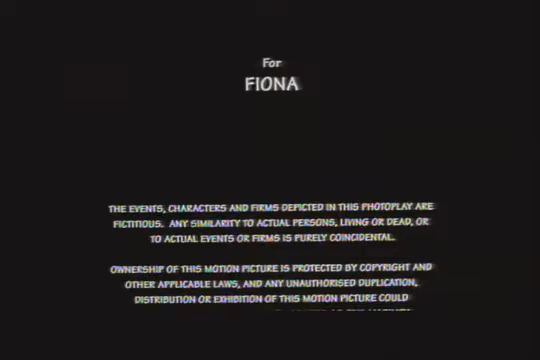 For
FIONA
THE EVENTS, CHARACTERS AND FIRMS DEPICTED IN THIS PHOTOPLAY ARE
FICTITIOUS. ANY SIMILARITY TO ACTUAL PERSONS, LIVING OR DEAD, OR
TO ACTUAL EVENTS OR FIRMS IS PURELY COINCIDENTAL.
OWNERSHIP OF THIS MOTION PICTURE IS PROTECTED BY COPYRIGHT AND
OTHER APPLICABLE LAWS, AND ANY UNAUTHORISED DUPLICATION,
DISTRIBUTION OR EXHIBITION OF THIS MOTION PICTURE COULD